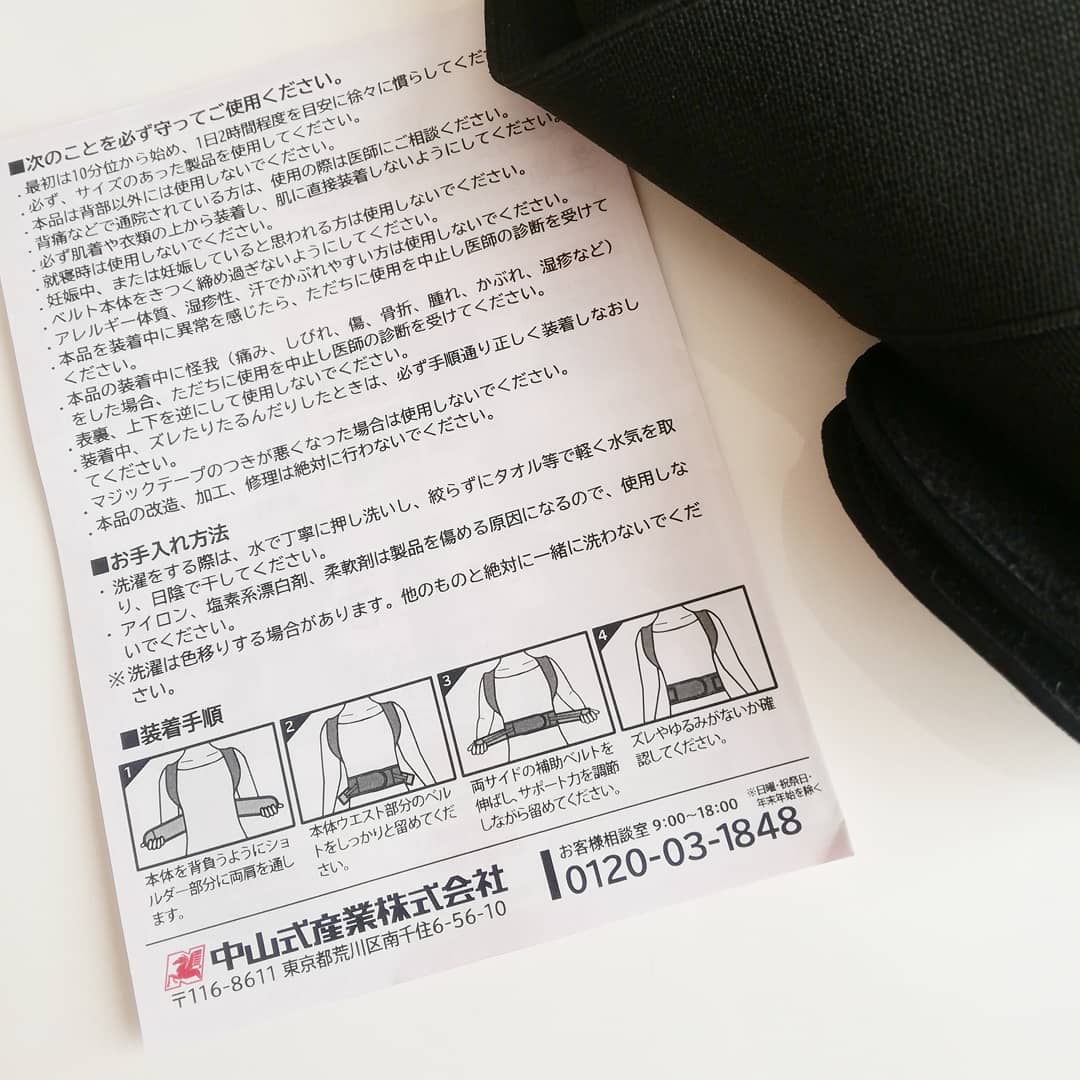 ■次のことを必ず守ってご使用ください。
・最初は10分位から始め、1日2時間程度を目安に徐々に慣らしてくだ
・必ず、サイズのあった製品を使用してください。
・本品は背部以外には使用しないでください。
・背痛などで通院されている方は、使用の際は医師にご相談ください。
・必ず肌着や衣類の上から装着し、肌に直接装着しないようにしてください。
・就寝時は使用しないでください。
・妊娠中、または妊娠していると思われる方は使用しないでください。
・ベルト本体をきつく締め過ぎないようにしてください。
・アレルギー体質、湿疹性、汗でかぶれやすい方は使用しないでください。
・本品を装着中に異常を感じたら、ただちに使用を中止し医師の診断を受けて
ください。
・本品の装着中に怪我（痛み、しびれ、傷、骨折、腫れ、かぶれ、湿疹など）
をした場合、ただちに使用を中止し医師の診断を受けてください。
・表裏、上下を逆にして使用しないでください。
・装着中、ズレたりたるんだりしたときは、必ず手順通り正しく装着しなおし
てください。
・マジックテープのつきが悪くなった場合は使用しないでください。
・本品の改造、加工、修理は絶対に行わないでください。
■お手入れ方法
・洗濯をする際は、水で丁寧に押し洗いし、絞らずにタオル等で軽く水気を取
り、日陰で干してください。
・アイロン、塩素系漂白剤、柔軟剤は製品を傷める原因になるので、使用しな
いでください。
※洗濯は色移りする場合があります。他のものと絶対に一緒に洗わないでくだ
さい。
■装着手順
1
本体を背負うようにショ
ルダー部分に両肩を通し
ます。
2
本体ウエスト部分のベル
トをしっかりと留めてくだ
さい。
3
両サイドの補助ベルトを
伸ばし、サポート力を調節
しながら留めてください。
4
ズレやゆるみがないか確
認してください。
中山式産業株式会社
〒116-8611 東京都荒川区南千住6-56-10
お客様相談室 9:00～18:00
※日曜・祝祭日・
年末年始を除く
0120-03-1848